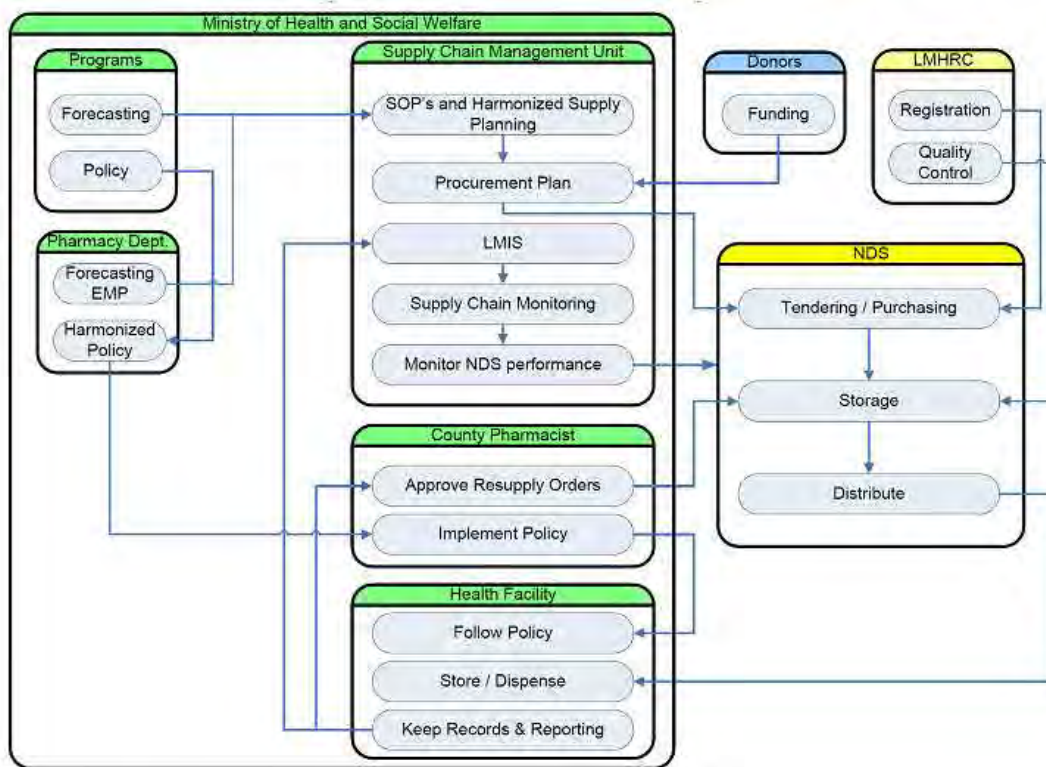 Ministry of Health and Social Welfare
Programs
Forecasting
Policy
Pharmacy Dept.
Forecasting
EMP
Harmonized
Policy
Supply Chain Management Unit
SOP's and Harmonized Supply
Planning
Procurement Plan
LMIS
Supply Chain Monitoring
Monitor NDS performance
County Pharmacist
Approve Resupply Orders
Implement Policy
Health Facility
Follow Policy
Store / Dispense
Keep Records & Reporting
Donors
Funding
LMHRC
Registration
Quality
Control
NDS
Tendering / Purchasing
Storage
Distribute